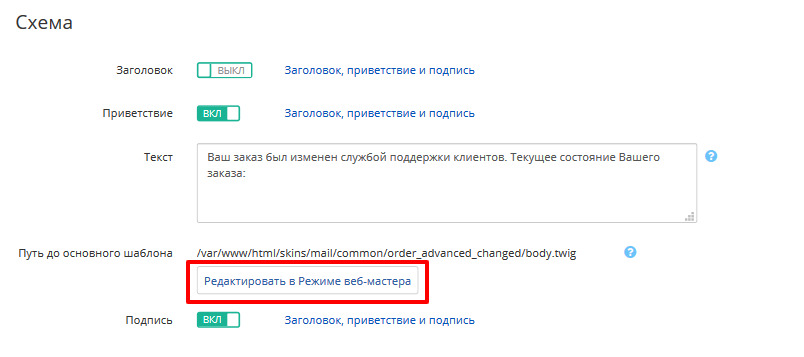 Схема
Заголовок ВЫКЛ Заголовок, приветствие и подпись
Приветствие ВКЛ Заголовок, приветствие и подпись
Текст Ваш заказ был изменен службой поддержки клиентов. Текущее состояние Вашего ?
заказа:
Путь до основного шаблона /var/www/html/skins/mail/common/order_advanced_changed/body.twig ?
Редактировать в Режиме веб-мастера
Подпись ВКЛ Заголовок, приветствие и подпись